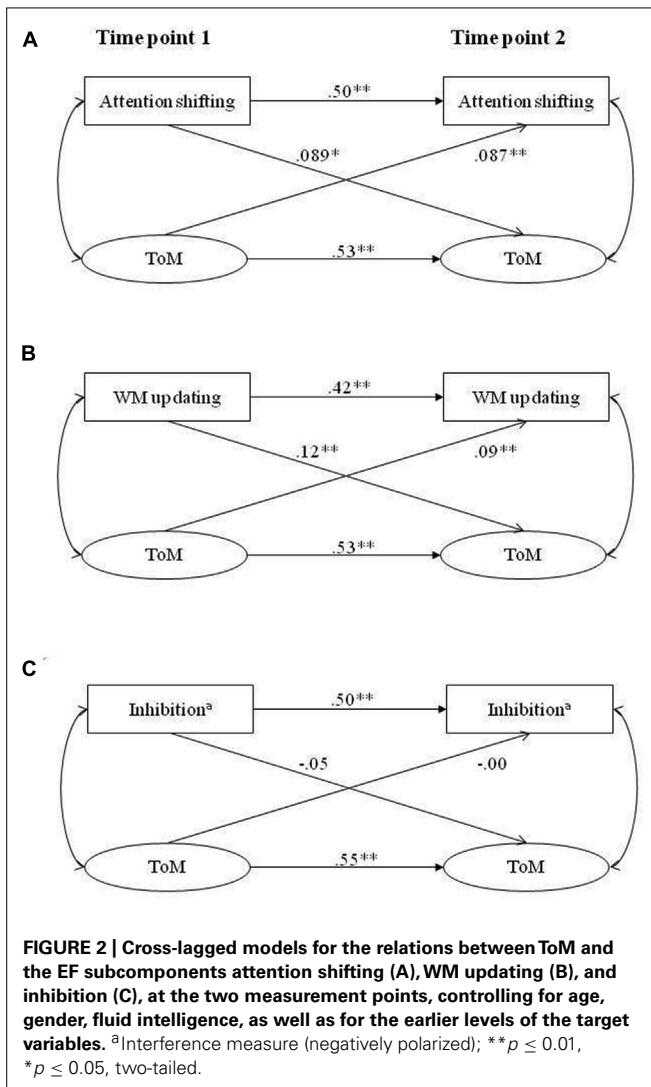 A
Time point 1 Time point 2
Attention shifting .50** Attention shifting
.089* .087**
ToM .53** ToM
B
WM updating .42** WM updating
.12** .09**
ToM .53** ToM
C
Inhibitionᵃ .50** Inhibitionᵃ
-.05 -.00
ToM .55** ToM
FIGURE 2 | Cross-lagged models for the relations between ToM and
the EF subcomponents attention shifting (A), WM updating (B), and
inhibition (C), at the two measurement points, controlling for age,
gender, fluid intelligence, as well as for the earlier levels of the target
variables. ᵃInterference measure (negatively polarized); **p ≤ 0.01,
*p ≤ 0.05, two-tailed.